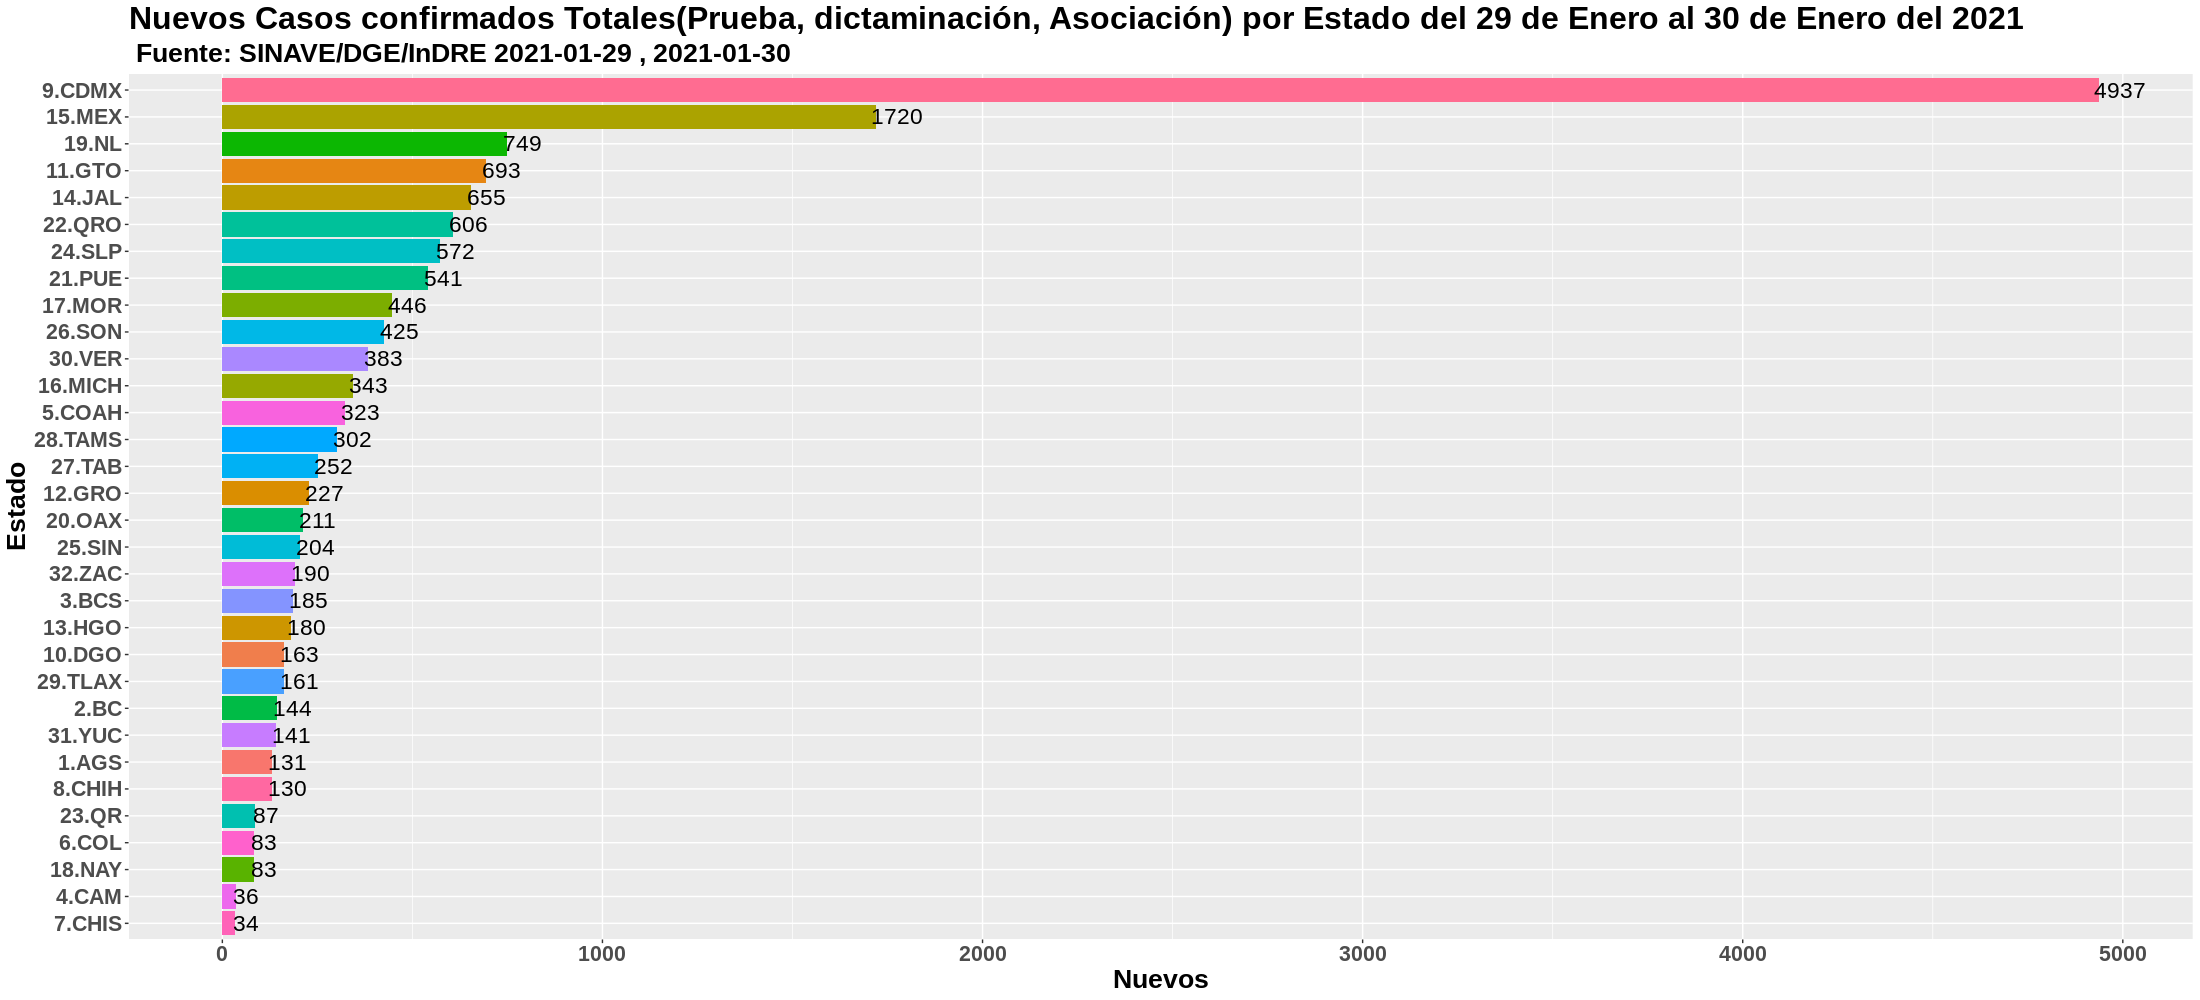 Nuevos Casos confirmados Totales(Prueba, dictaminación, Asociación) por Estado del 29 de Enero al 30 de Enero del 2021
Fuente: SINAVE/DGE/InDRE 2021-01-29 , 2021-01-30
9.CDMX 4937
15.MEX 1720
19.NL 749
11.GTO 693
14.JAL 655
22.QRO 606
24.SLP 572
21.PUE 541
17.MOR 446
26.SON 425
30.VER 383
16.MICH 343
5.COAH 323
28.TAMS 302
27.TAB 252
12.GRO 227
20.OAX 211
25.SIN 204
32.ZAC 190
3.BCS 185
13.HGO 180
10.DGO 163
29.TLAX 161
2.BC 144
31.YUC 141
1.AGS 131
8.CHIH 130
23.QR 87
6.COL 83
18.NAY 83
4.CAM 36
7.CHIS 34
Estado
0 1000 2000 3000 4000 5000
Nuevos